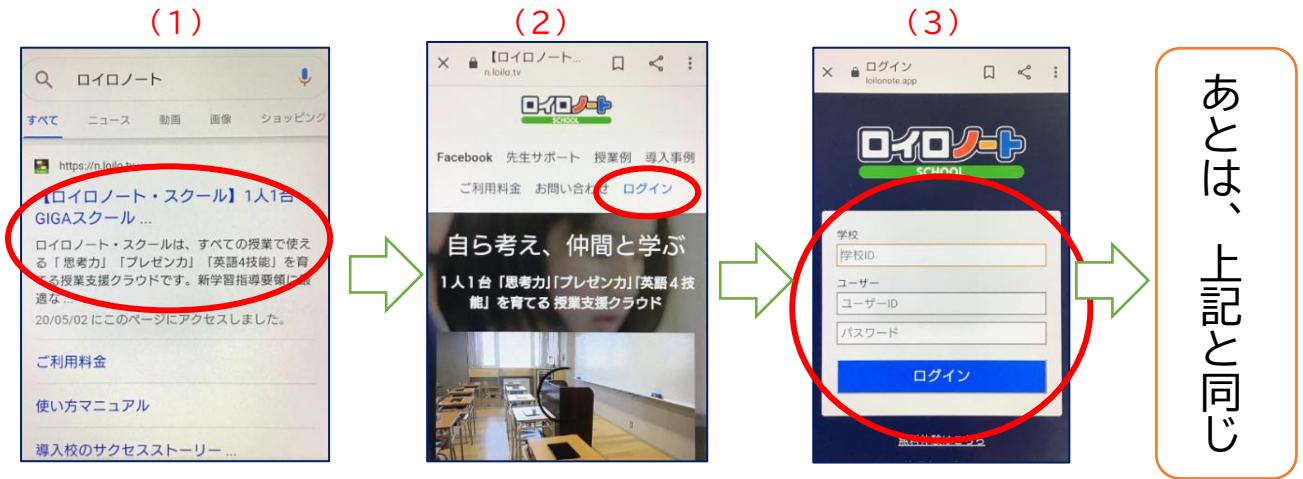 (1)
ロイロノート
すべて ニュース 動画 画像 ショッピング
https://n.loilo.tv
【ロイロノート・スクール】1人1台
GIGAスクール ...
ロイロノート・スクールは、すべての授業で使え
る「思考力」「プレゼン力」「英語4技能」を育
てる授業支援クラウドです。新学習指導要領に最
適な ...
20/05/02 にこのページにアクセスしました。
ご利用料金
使い方マニュアル
導入校のサクセスストーリー ...
(2)
【ロイロノート...
n.loilo.tv
ロイロノート
SCHOOL
Facebook 先生サポート 授業例 導入事例
ご利用料金 お問い合わせ ログイン
自ら考え、仲間と学ぶ
1人1台「思考力」「プレゼン力」「英語4技
能」を育てる 授業支援クラウド
(3)
ログイン
loilonote.app
ロイロノート
SCHOOL
学校
学校ID
ユーザー
ユーザーID
パスワード
ログイン
あとは、上記と同じ